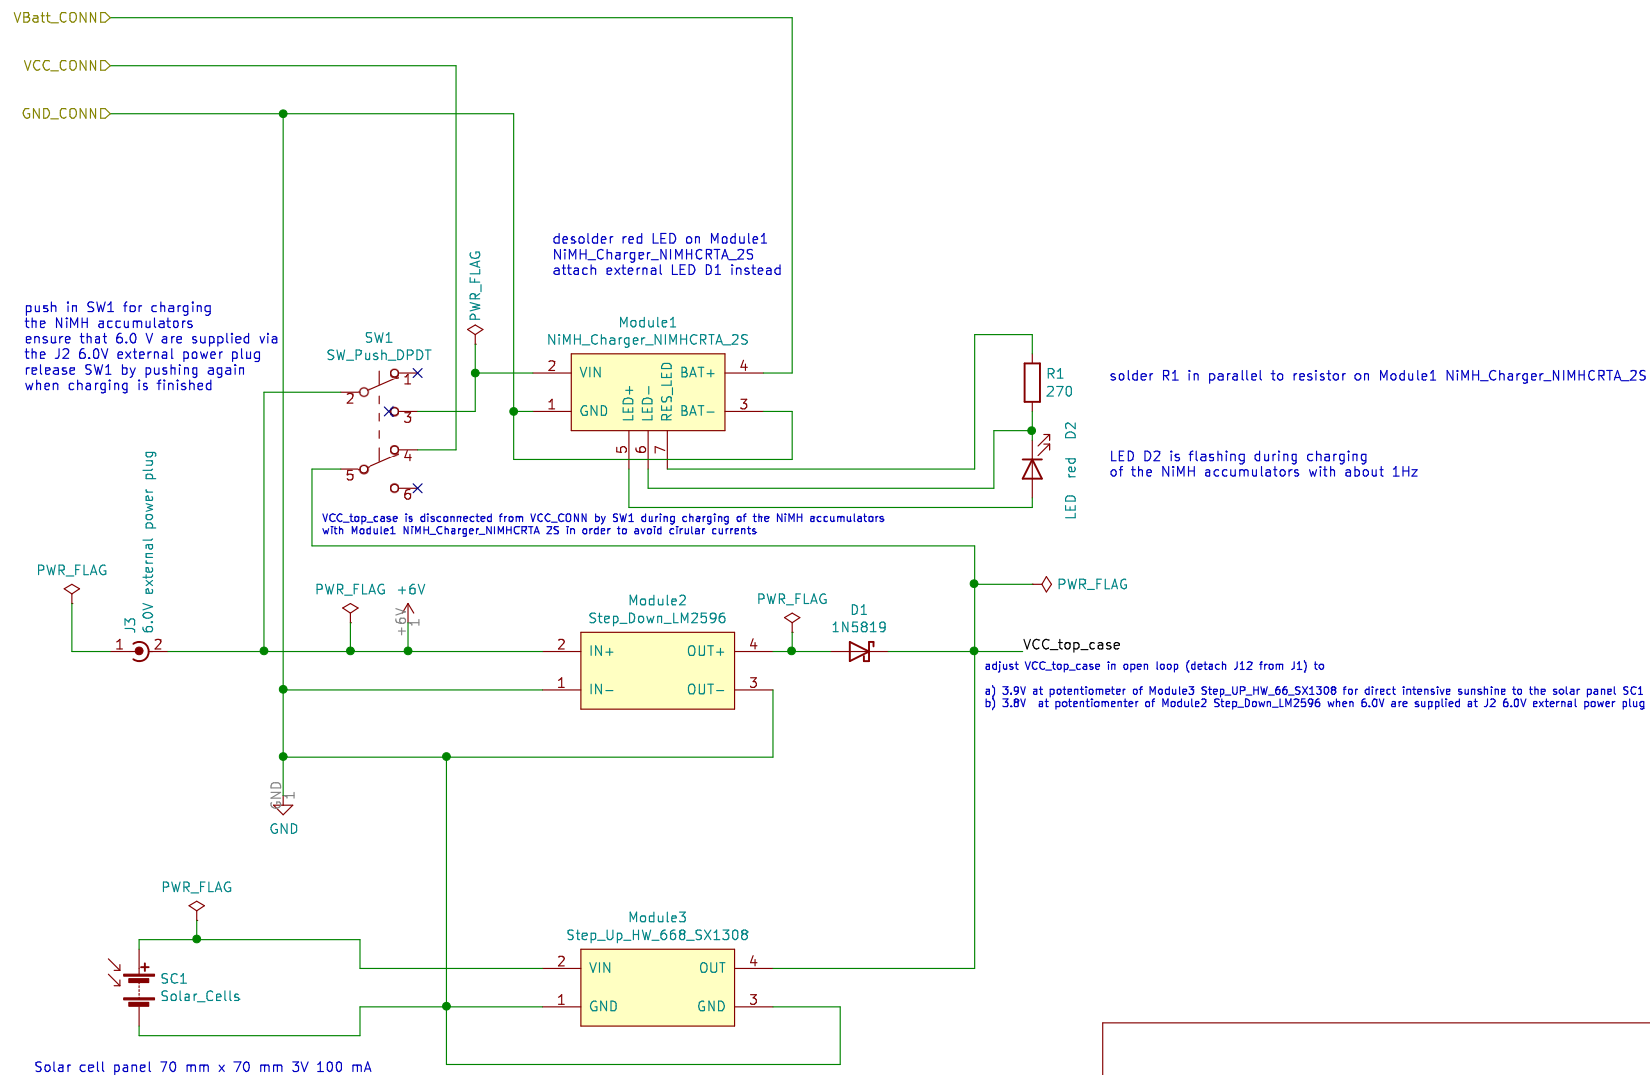 VBatt_CONN
VCC_CONN
GND_CONN
desolder red LED on Module1
NiMH_Charger_NIMHCRTA_2S
attach external LED D1 instead
PWR_FLAG
push in SW1 for charging
the NiMH accumulators
ensure that 6.0 V are supplied via
the J2 6.0V external power plug
release SW1 by pushing again
when charging is finished
SW1
SW_Push_DPDT
1
2
3
4
5
6
Module1
NiMH_Charger_NIMHCRTA_2S
2 VIN BAT+ 4
1 GND BAT- 3
LED+
LED-
RES_LED
5
6
7
R1
270
solder R1 in parallel to resistor on Module1 NiMH_Charger_NIMHCRTA_2S
D2
LED red
LED D2 is flashing during charging
of the NiMH accumulators with about 1Hz
VCC_top_case is disconnected from VCC_CONN by SW1 during charging of the NiMH accumulators
with Module1 NiMH_Charger_NIMHCRTA 2S in order to avoid cirular currents
PWR_FLAG
J3
6.0V external power plug
1
2
PWR_FLAG
+6V
+6V
1
Module2
Step_Down_LM2596
2 IN+ OUT+ 4
1 IN- OUT- 3
PWR_FLAG
D1
1N5819
PWR_FLAG
VCC_top_case
adjust VCC_top_case in open loop (detach J12 from J1) to
a) 3.9V at potentiometer of Module3 Step_UP_HW_66_SX1308 for direct intensive sunshine to the solar panel SC1
b) 3.8V at potentiomenter of Module2 Step_Down_LM2596 when 6.0V are supplied at J2 6.0V external power plug
GND
1
GND
PWR_FLAG
SC1
Solar_Cells
+
Module3
Step_Up_HW_668_SX1308
2 VIN OUT 4
1 GND GND 3
Solar cell panel 70 mm x 70 mm 3V 100 mA